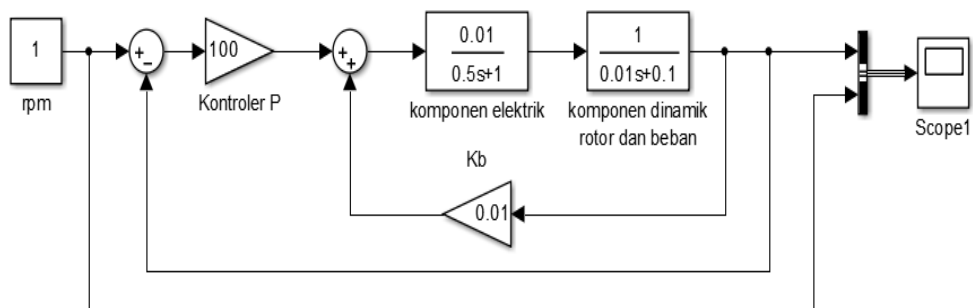 1
rpm
+
−
100
Kontroler P
+
+
0.01
0.5s+1
komponen elektrik
1
0.01s+0.1
komponen dinamik
rotor dan beban
Scope1
Kb
0.01